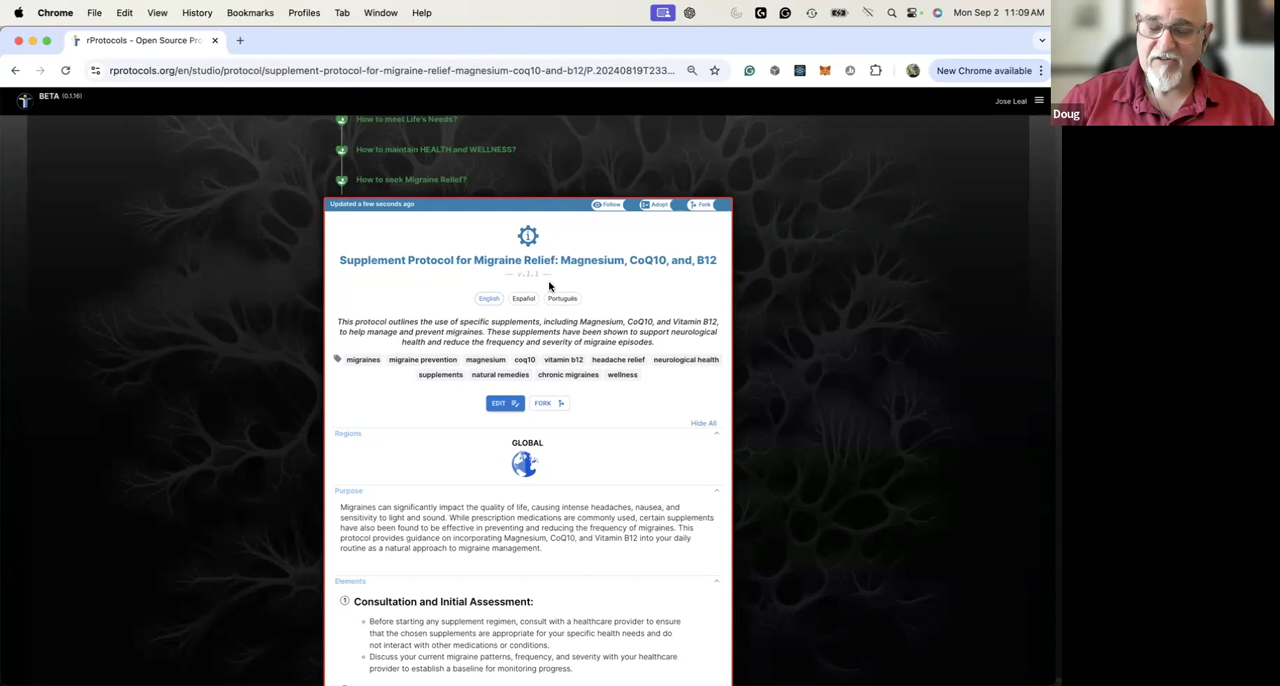 Chrome File Edit View History Bookmarks Profiles Tab Window Help Mon Sep 2 11:09 AM
rProtocols - Open Source Pro
rprotocols.org/en/studio/protocol/supplement-protocol-for-migraine-relief-magnesium-coq10-and-b12/P.20240819T233... New Chrome available
BETA (0.1.16) Jose Leal
Doug
How to meet Life's Needs?
How to maintain HEALTH and WELLNESS?
How to seek Migraine Relief?
Updated a few seconds ago Follow Adopt Fork
Supplement Protocol for Migraine Relief: Magnesium, CoQ10, and, B12
— v.1.1 —
English Español Português
This protocol outlines the use of specific supplements, including Magnesium, CoQ10, and Vitamin B12,
to help manage and prevent migraines. These supplements have been shown to support neurological
health and reduce the frequency and severity of migraine episodes.
migraines migraine prevention magnesium coq10 vitamin b12 headache relief neurological health
supplements natural remedies chronic migraines wellness
EDIT FORK
Hide All
Regions
GLOBAL
Purpose
Migraines can significantly impact the quality of life, causing intense headaches, nausea, and
sensitivity to light and sound. While prescription medications are commonly used, certain supplements
have also been found to be effective in preventing and reducing the frequency of migraines. This
protocol provides guidance on incorporating Magnesium, CoQ10, and Vitamin B12 into your daily
routine as a natural approach to migraine management.
Elements
1 Consultation and Initial Assessment:
Before starting any supplement regimen, consult with a healthcare provider to ensure
that the chosen supplements are appropriate for your specific health needs and do
not interact with other medications or conditions.
Discuss your current migraine patterns, frequency, and severity with your healthcare
provider to establish a baseline for monitoring progress.